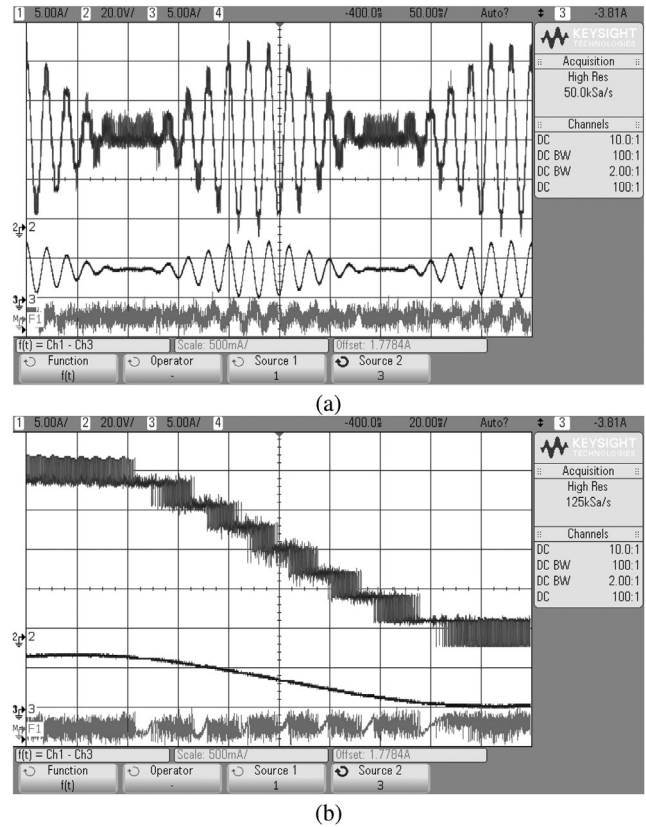 1 5.00A/ 2 20.0V/ 3 5.00A/ 4 -400.0s 50.00s/ Auto? 3 -3.81A
KEYSIGHT
TECHNOLOGIES
Acquisition
High Res
50.0kSa/s
Channels
DC 10.0:1
DC BW 100:1
DC BW 2.00:1
DC 100:1
2 2
3 3
M F1
f(t) = Ch1 - Ch3 Scale: 500mA/ Offset: 1.7784A
Function Operator Source 1 Source 2
f(t) - 1 3
(a)
1 5.00A/ 2 20.0V/ 3 5.00A/ 4 -400.0s 20.00s/ Auto? 3 -3.81A
KEYSIGHT
TECHNOLOGIES
Acquisition
High Res
125kSa/s
Channels
DC 10.0:1
DC BW 100:1
DC BW 2.00:1
DC 100:1
2 2
3 3
M F1
f(t) = Ch1 - Ch3 Scale: 500mA/ Offset: 1.7784A
Function Operator Source 1 Source 2
f(t) - 1 3
(b)